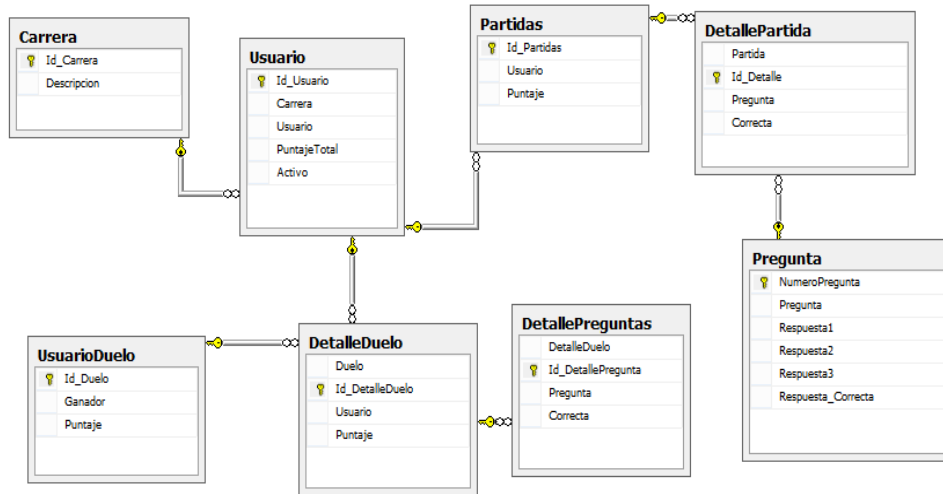 Carrera
Id_Carrera
Descripcion
Usuario
Id_Usuario
Carrera
Usuario
PuntajeTotal
Activo
Partidas
Id_Partidas
Usuario
Puntaje
DetallePartida
Partida
Id_Detalle
Pregunta
Correcta
Pregunta
NumeroPregunta
Pregunta
Respuesta1
Respuesta2
Respuesta3
Respuesta_Correcta
UsuarioDuelo
Id_Duelo
Ganador
Puntaje
DetalleDuelo
Duelo
Id_DetalleDuelo
Usuario
Puntaje
DetallePreguntas
DetalleDuelo
Id_DetallePregunta
Pregunta
Correcta